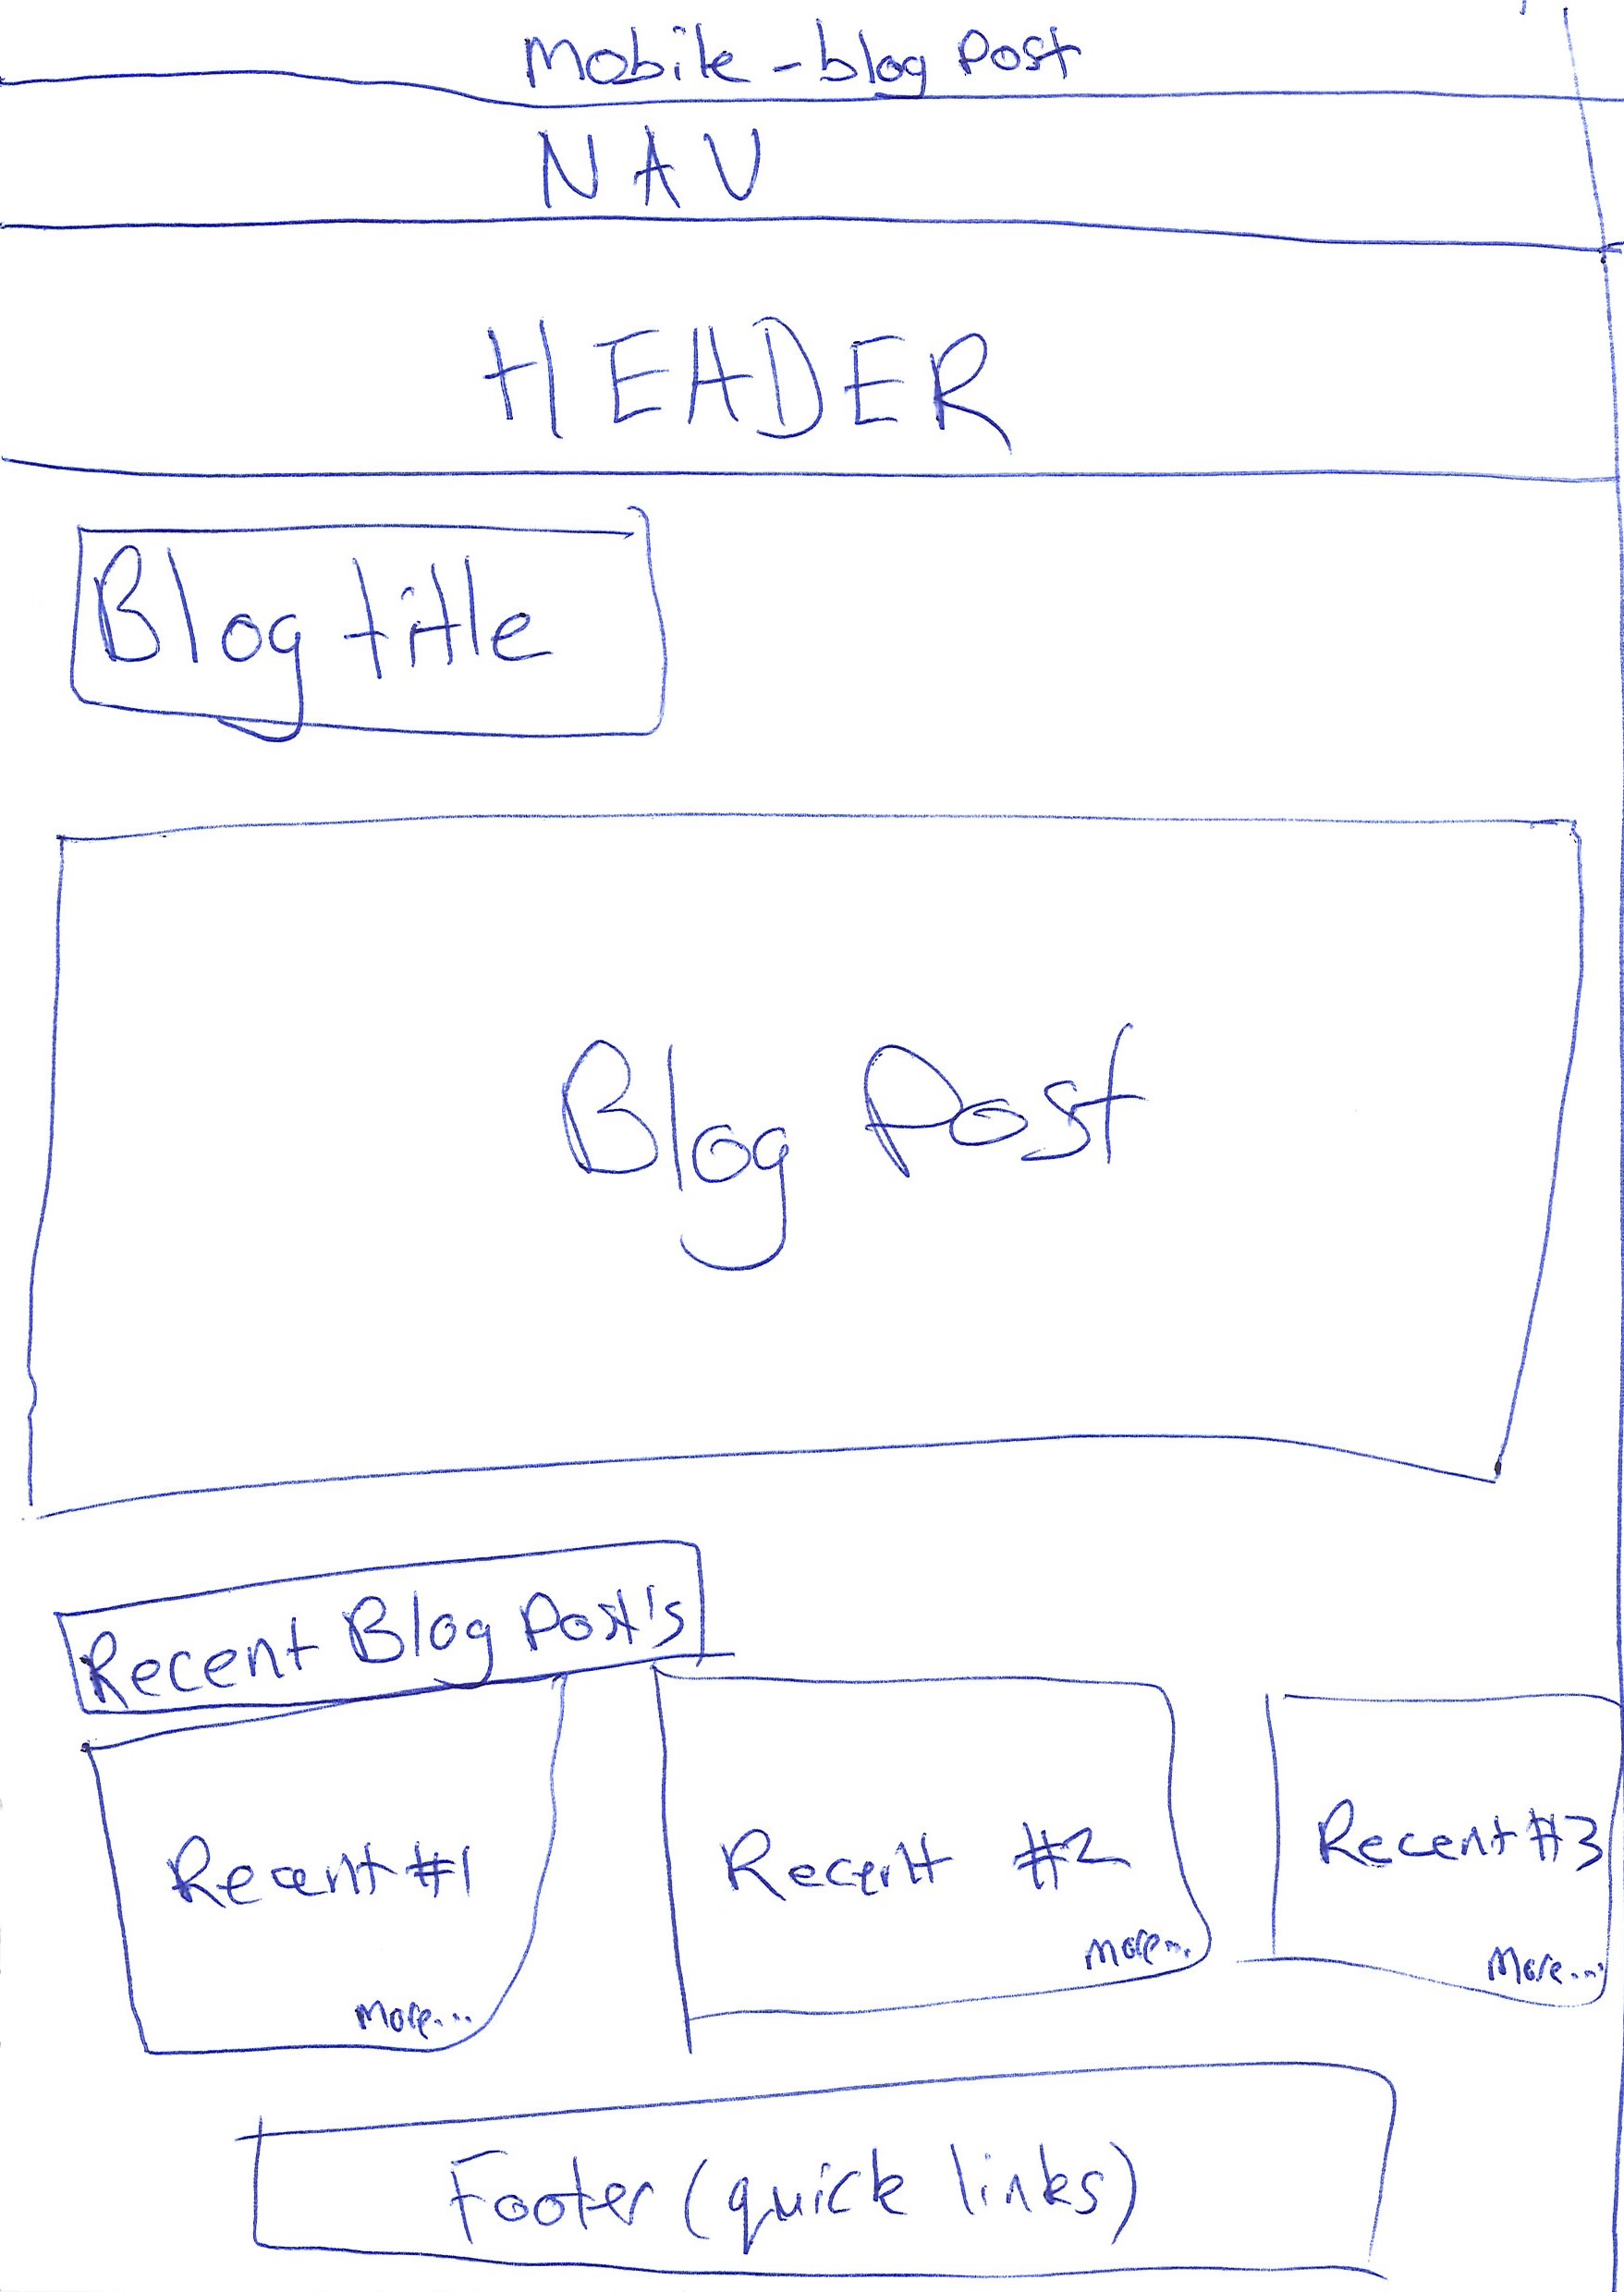 Mobile - blog Post
NAV
HEADER
Blog title
Blog Post
Recent Blog Post's
Recent #1
More...
Recent #2
More...
Recent #3
More...
Footer (quick links)